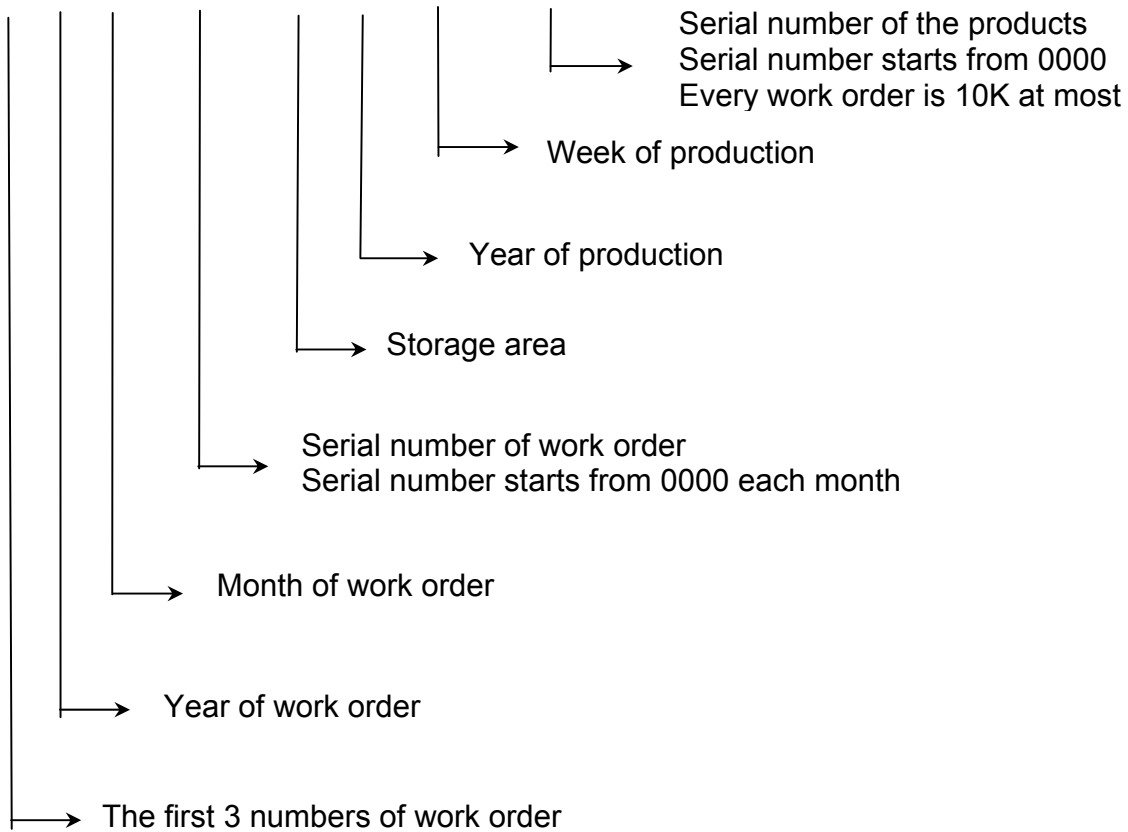 Serial number of the products
Serial number starts from 0000
Every work order is 10K at most
Week of production
Year of production
Storage area
Serial number of work order
Serial number starts from 0000 each month
Month of work order
Year of work order
The first 3 numbers of work order